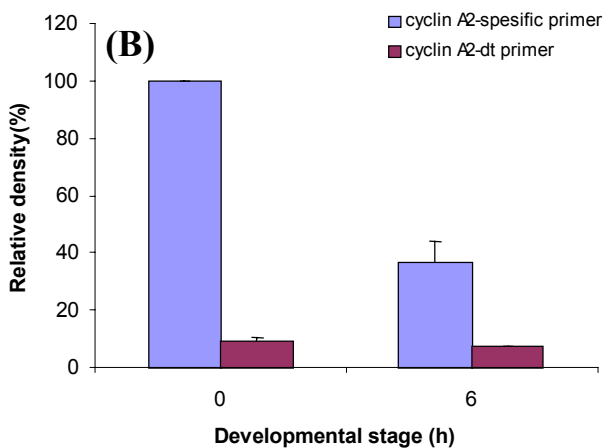 cyclin A2-spesific primer
cyclin A2-dt primer
(B)
120
100
80
60
40
20
0
Relative density(%)
0 6
Developmental stage (h)